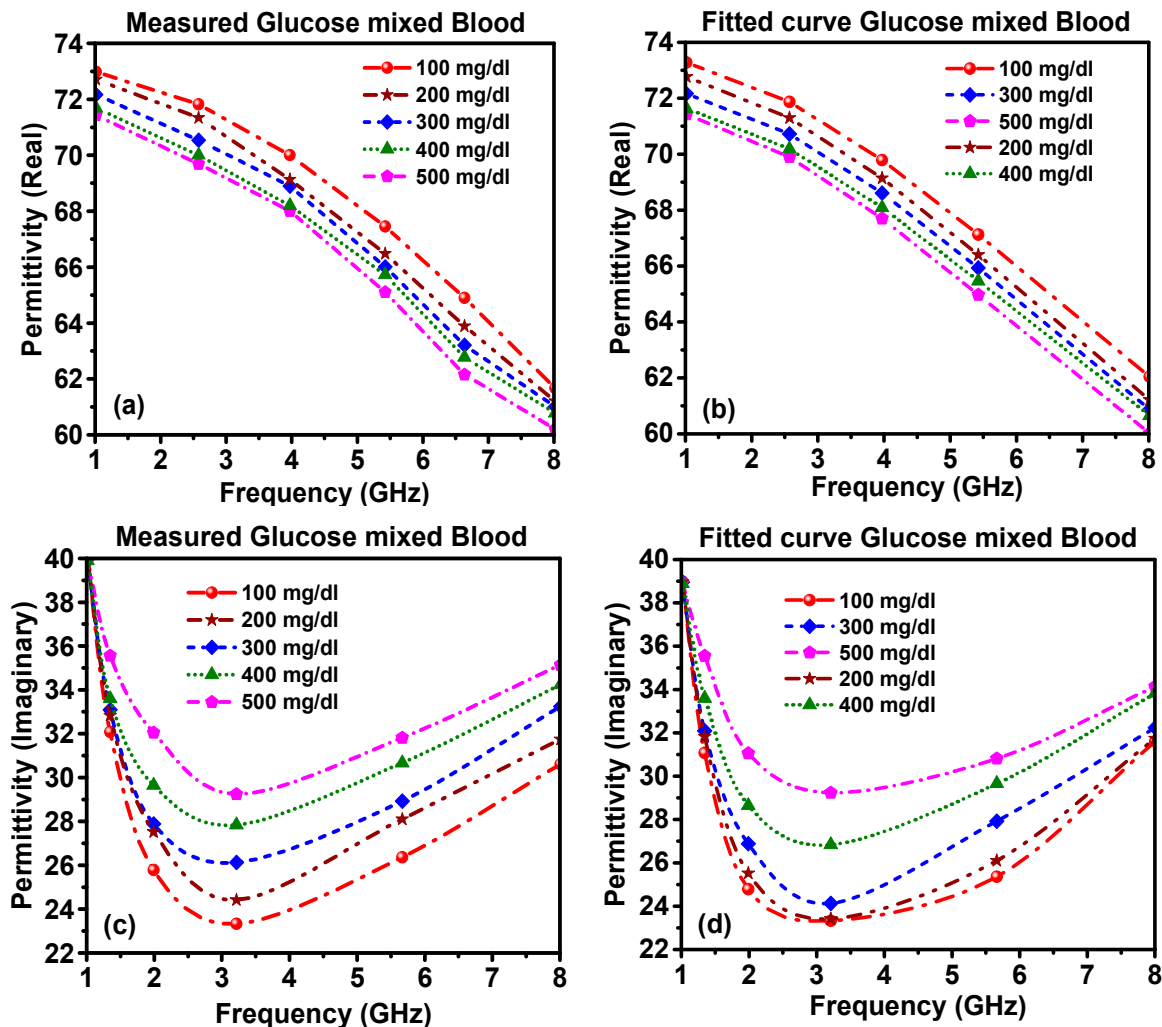 Measured Glucose mixed Blood
74
72
70
68
66
64
62
60
Permittivity (Real)
100 mg/dl
200 mg/dl
300 mg/dl
400 mg/dl
500 mg/dl
(a)
1 2 3 4 5 6 7 8
Frequency (GHz)
Fitted curve Glucose mixed Blood
74
72
70
68
66
64
62
60
Permittivity (Real)
100 mg/dl
300 mg/dl
500 mg/dl
200 mg/dl
400 mg/dl
(b)
1 2 3 4 5 6 7 8
Frequency (GHz)
Measured Glucose mixed Blood
40
38
36
34
32
30
28
26
24
22
Permittivity (Imaginary)
100 mg/dl
200 mg/dl
300 mg/dl
400 mg/dl
500 mg/dl
(c)
1 2 3 4 5 6 7 8
Frequency (GHz)
Fitted curve Glucose mixed Blood
40
38
36
34
32
30
28
26
24
22
Permittivity (Imaginary)
100 mg/dl
300 mg/dl
500 mg/dl
200 mg/dl
400 mg/dl
(d)
1 2 3 4 5 6 7 8
Frequency (GHz)